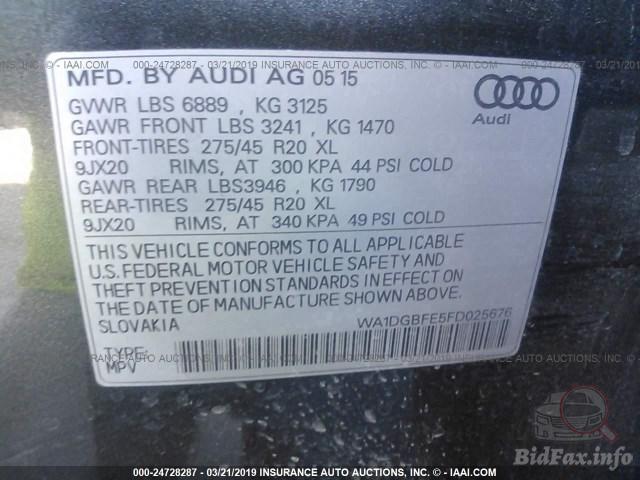 © - IAAI.COM 000-24728287 - 03/21/2019 - INSURANCE AUTO AUCTIONS, INC. © - IAAI.COM
MFD. BY AUDI AG 05 15
GVWR LBS 6889 , KG 3125
GAWR FRONT LBS 3241 , KG 1470
FRONT-TIRES 275/45 R20 XL
9JX20 RIMS, AT 300 KPA 44 PSI COLD
GAWR REAR LBS3946 , KG 1790
REAR-TIRES 275/45 R20 XL
9JX20 RIMS, AT 340 KPA 49 PSI COLD
Audi
THIS VEHICLE CONFORMS TO ALL APPLICABLE
U.S. FEDERAL MOTOR VEHICLE SAFETY AND
THEFT PREVENTION STANDARDS IN EFFECT ON
THE DATE OF MANUFACTURE SHOWN ABOVE
SLOVAKIA
WA1DGBFE5FD025676
TYPE:
MPV
BidFax.info
000-24728287 - 03/21/2019 - INSURANCE AUTO AUCTIONS, INC. © - IAAI.COM